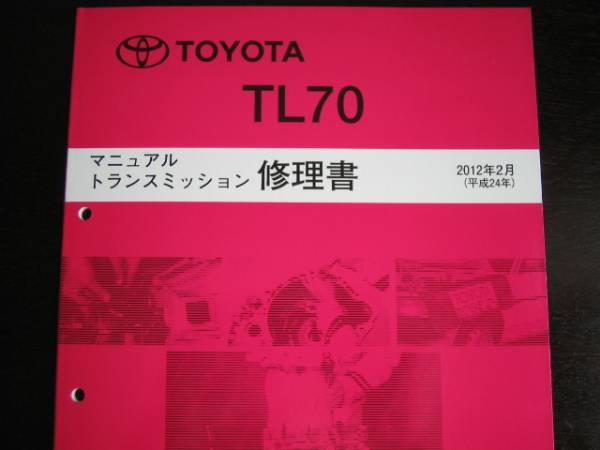 TOYOTA
TL70
マニュアル
トランスミッション 修理書
2012年2月
(平成24年)